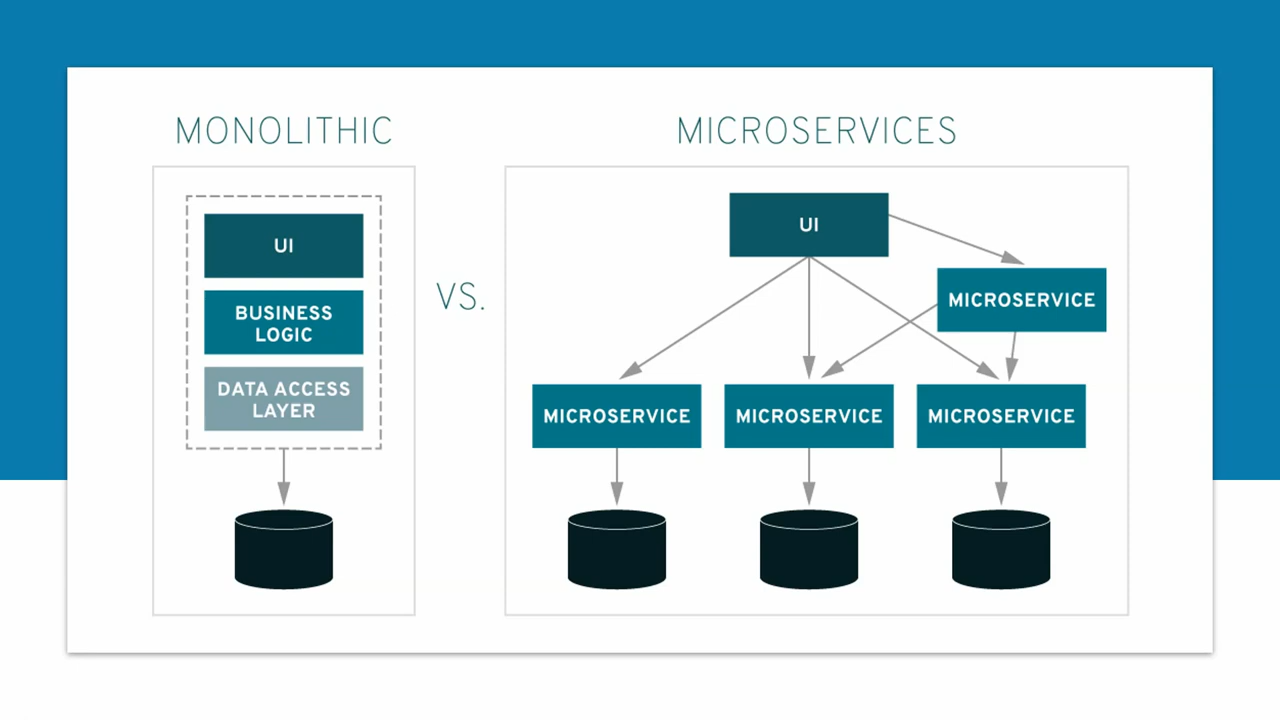 MONOLITHIC
UI
BUSINESS
LOGIC
DATA ACCESS
LAYER
VS.
MICROSERVICES
UI
MICROSERVICE
MICROSERVICE
MICROSERVICE
MICROSERVICE